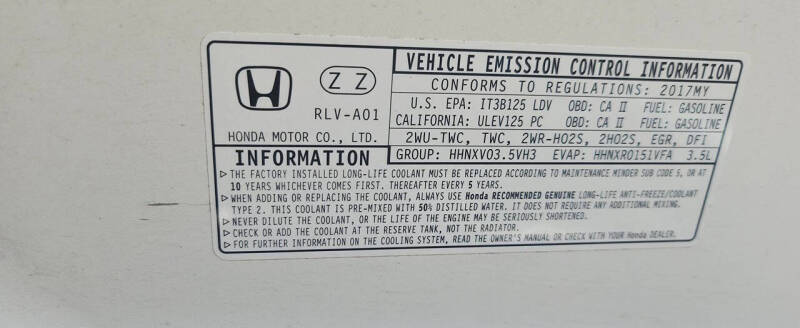 Z Z
RLV-A01
HONDA MOTOR CO., LTD.
VEHICLE EMISSION CONTROL INFORMATION
CONFORMS TO REGULATIONS: 2017MY
U.S. EPA: IT3B125 LDV OBD: CA II FUEL: GASOLINE
CALIFORNIA: ULEV125 PC OBD: CA II FUEL: GASOLINE
2WU-TWC, TWC, 2WR-HO2S, 2HO2S, EGR, DFI
GROUP: HHNXV03.5VH3 EVAP: HHNXR0151VFA 3.5L
INFORMATION
▷THE FACTORY INSTALLED LONG-LIFE COOLANT MUST BE REPLACED ACCORDING TO MAINTENANCE MINDER SUB CODE 5, OR AT
10 YEARS WHICHEVER COMES FIRST. THEREAFTER EVERY 5 YEARS.
▷WHEN ADDING OR REPLACING THE COOLANT, ALWAYS USE Honda RECOMMENDED GENUINE LONG-LIFE ANTI-FREEZE/COOLANT
TYPE 2. THIS COOLANT IS PRE-MIXED WITH 50% DISTILLED WATER. IT DOES NOT REQUIRE ANY ADDITIONAL MIXING.
▷NEVER DILUTE THE COOLANT, OR THE LIFE OF THE ENGINE MAY BE SERIOUSLY SHORTENED.
▷CHECK OR ADD THE COOLANT AT THE RESERVE TANK, NOT THE RADIATOR.
▷FOR FURTHER INFORMATION ON THE COOLING SYSTEM, READ THE OWNER'S MANUAL OR CHECK WITH YOUR Honda DEALER.